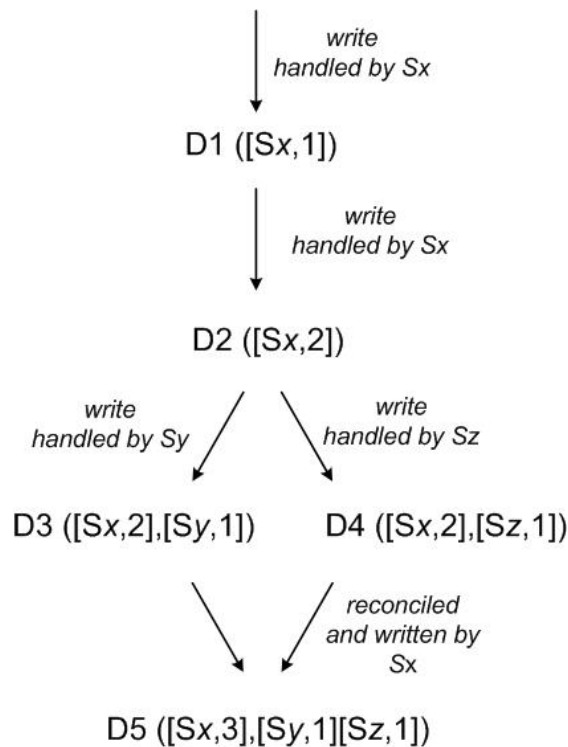 write
handled by Sx
D1 ([Sx,1])
write
handled by Sx
D2 ([Sx,2])
write
handled by Sy
write
handled by Sz
D3 ([Sx,2],[Sy,1])
D4 ([Sx,2],[Sz,1])
reconciled
and written by
Sx
D5 ([Sx,3],[Sy,1][Sz,1])